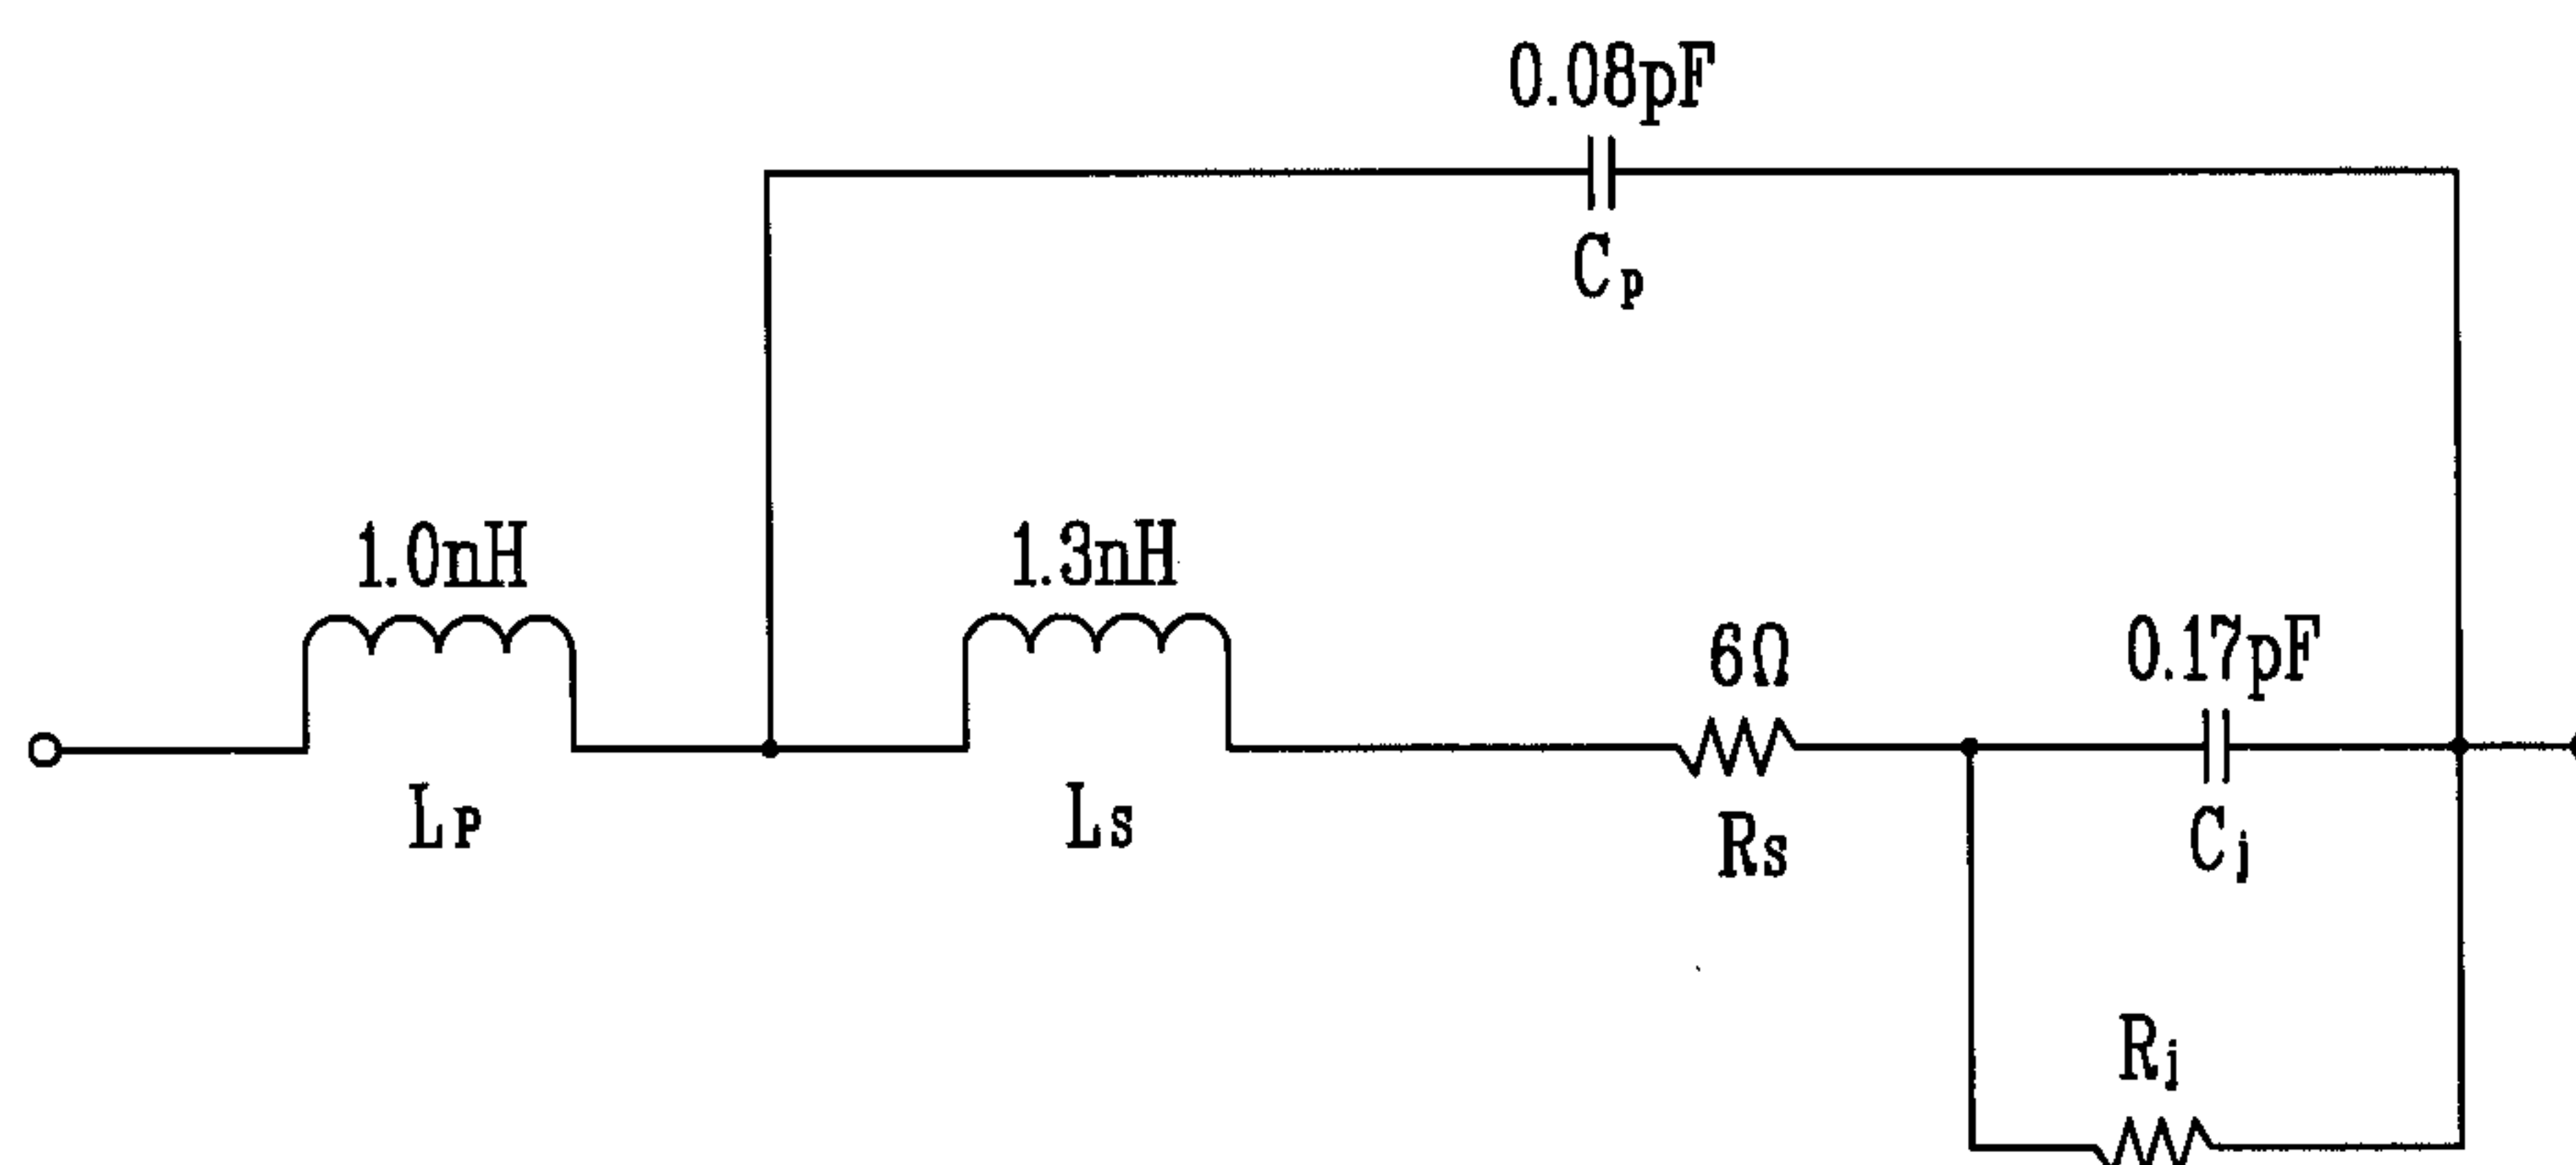 0.08pF
Cp
1.0nH
LP
1.3nH
LS
6Ω
RS
0.17pF
Cj
Rj